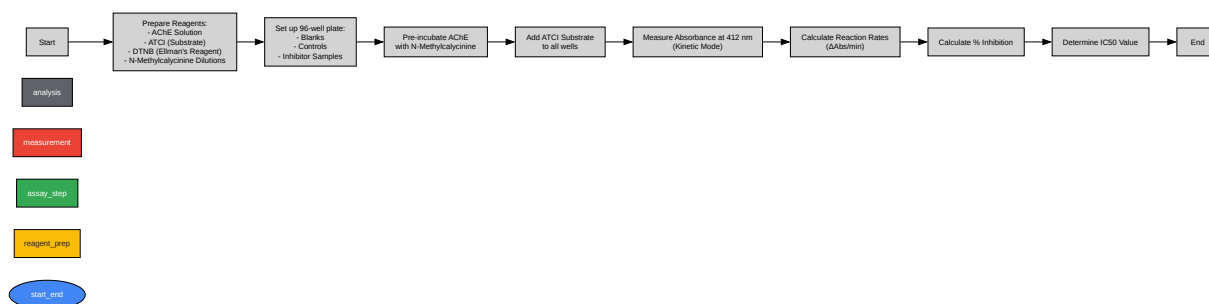 Start
Prepare Reagents:
- AChE Solution
- ATCI (Substrate)
- DTNB (Ellman's Reagent)
- N-Methylcalycinine Dilutions
Set up 96-well plate:
- Blanks
- Controls
- Inhibitor Samples
Pre-incubate AChE
with N-Methylcalycinine
Add ATCI Substrate
to all wells
Measure Absorbance at 412 nm
(Kinetic Mode)
Calculate Reaction Rates
(ΔAbs/min)
Calculate % Inhibition
Determine IC50 Value
End
analysis
measurement
assay_step
reagent_prep
start_end